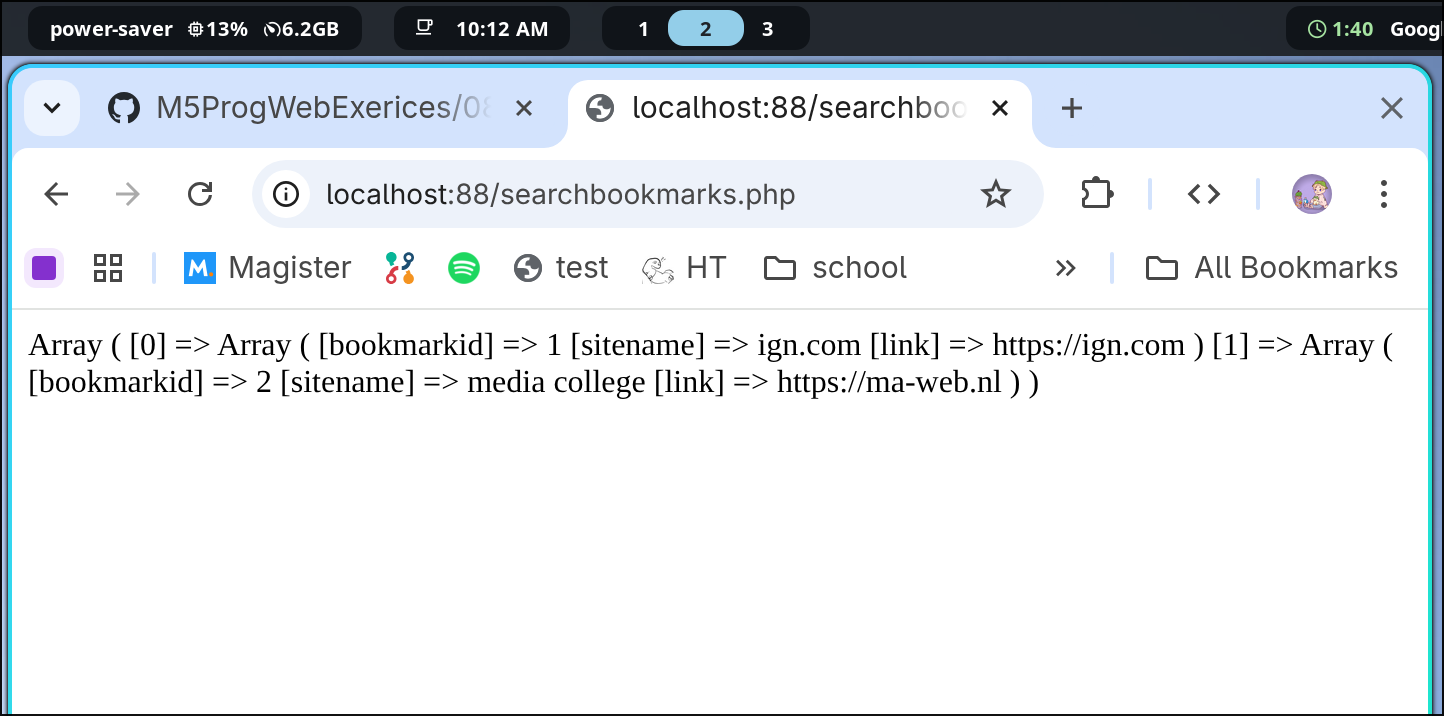 power-saver 13% 6.2GB 10:12 AM 1 2 3 1:40 Googl
M5ProgWebExerices/08 localhost:88/searchboo
localhost:88/searchbookmarks.php
M. Magister test HT school All Bookmarks
Array ( [0] => Array ( [bookmarkid] => 1 [sitename] => ign.com [link] => https://ign.com ) [1] => Array (
[bookmarkid] => 2 [sitename] => media college [link] => https://ma-web.nl ) )